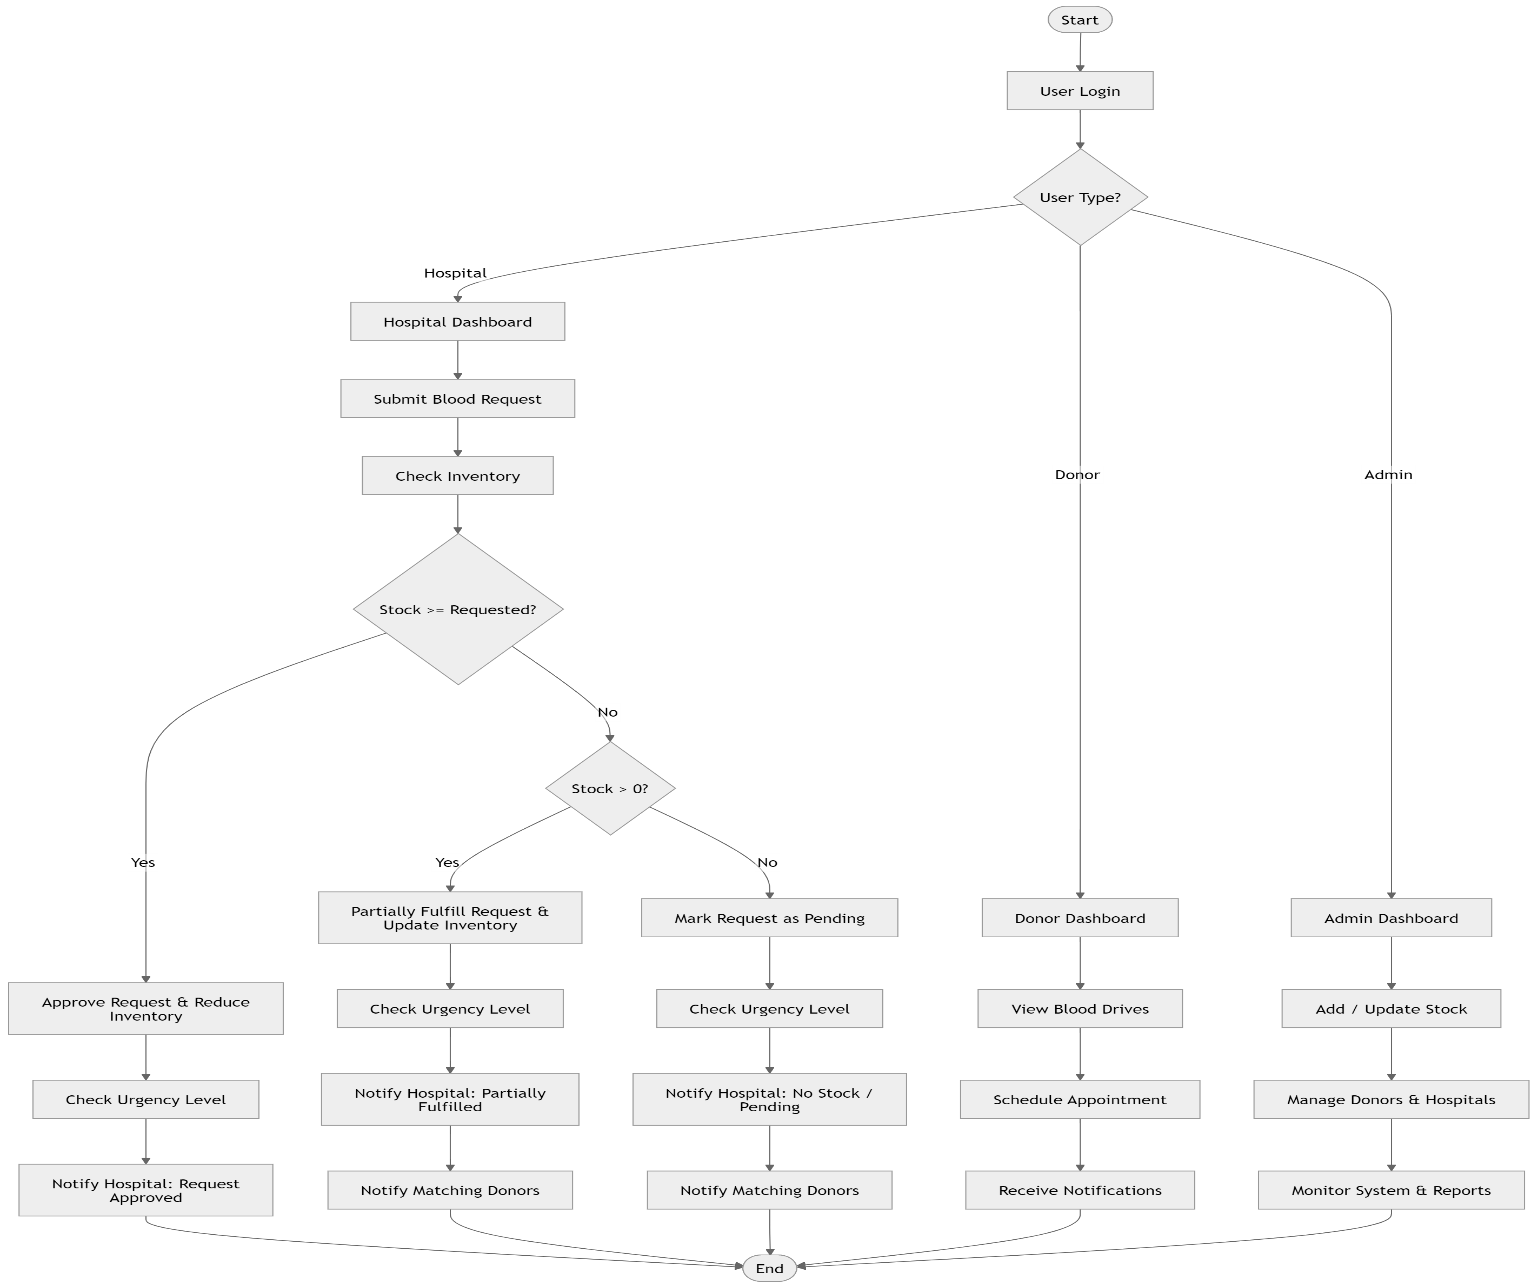 Start
User Login
User Type?
Hospital
Hospital Dashboard
Submit Blood Request
Check Inventory
Donor
Admin
Stock >= Requested?
No
Stock > 0?
Yes
Yes
No
Partially Fulfill Request &
Update Inventory
Mark Request as Pending
Donor Dashboard
Admin Dashboard
Approve Request & Reduce
Inventory
Check Urgency Level
Check Urgency Level
View Blood Drives
Add / Update Stock
Check Urgency Level
Notify Hospital: Partially
Fulfilled
Notify Hospital: No Stock /
Pending
Schedule Appointment
Manage Donors & Hospitals
Notify Hospital: Request
Approved
Notify Matching Donors
Notify Matching Donors
Receive Notifications
Monitor System & Reports
End